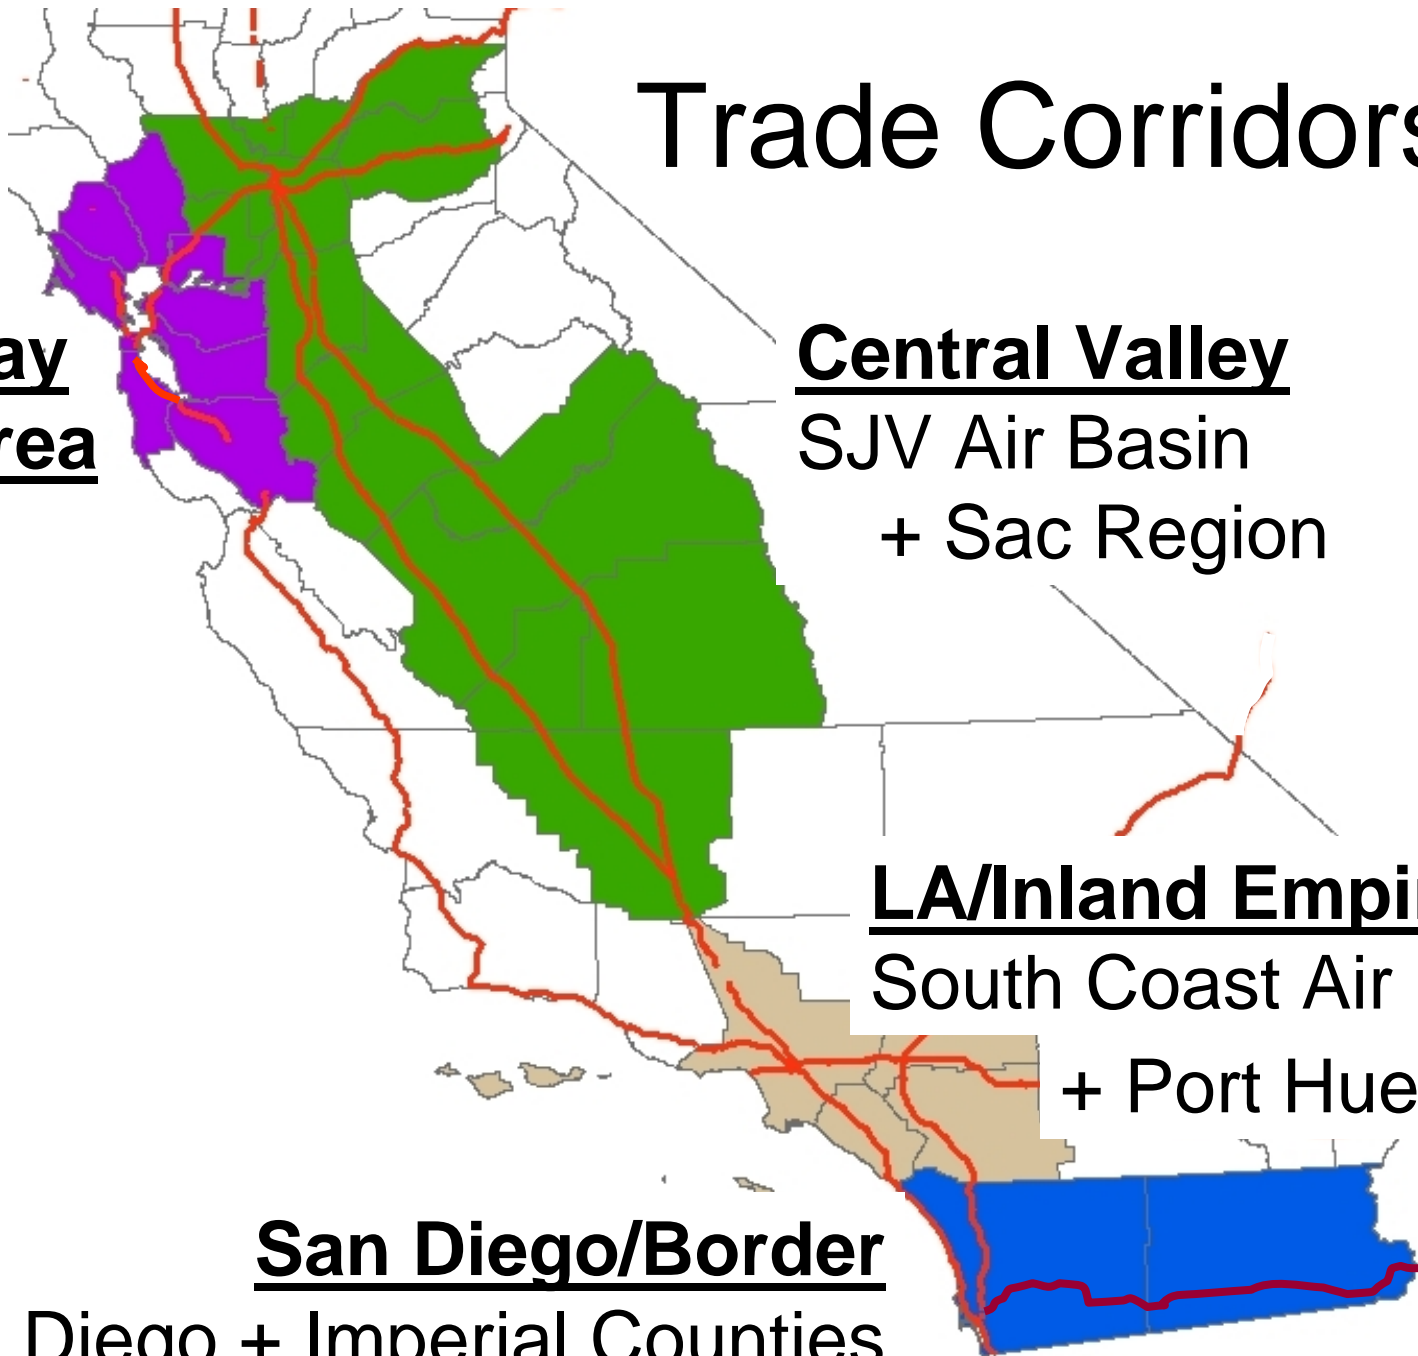 Trade Corridors
ay
rea
Central Valley
SJV Air Basin
+ Sac Region
LA/Inland Empi
South Coast Air
+ Port Hue
San Diego/Border
Diego + Imperial Counties